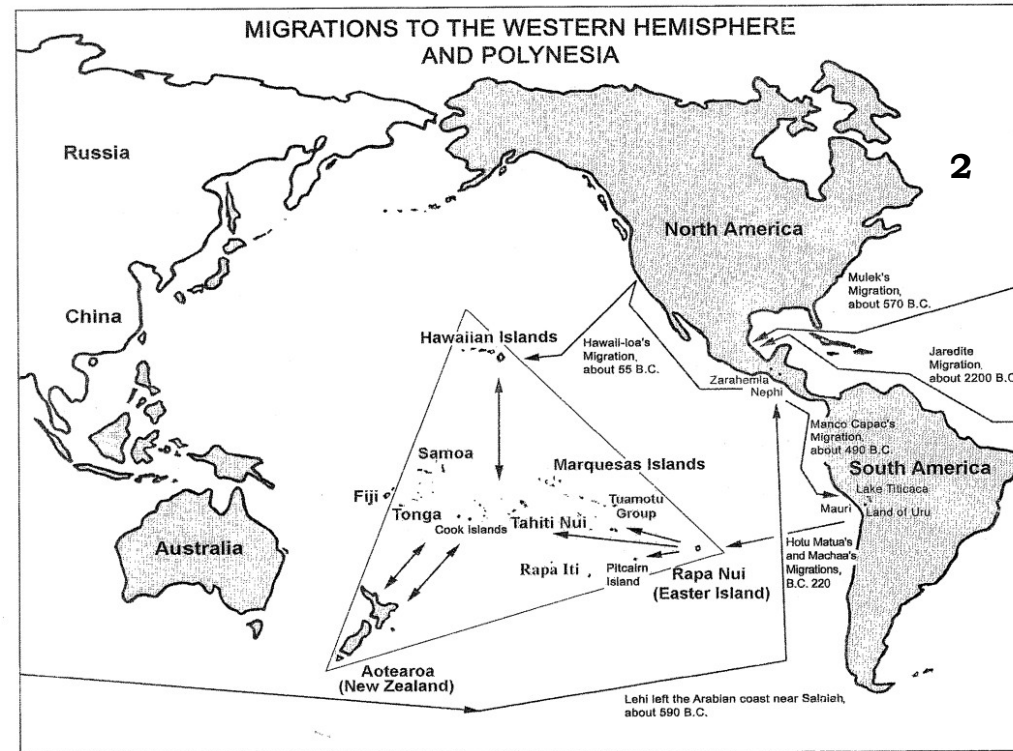 MIGRATIONS TO THE WESTERN HEMISPHERE
AND POLYNESIA
Russia
2
North America
Mulek's
Migration,
about 570 B.C.
China
Hawaiian Islands
Hawaii-loa's
Migration,
about 55 B.C.
Jaredite
Migration,
about 2200 B.C.
Zarahemla
Nephi
Manco Capac's
Migration,
about 490 B.C.
Samoa
Marquesas Islands
South America
Lake Titicaca
Fiji
Tonga
Cook Islands
Tahiti Nui
Tuamotu
Group
Mauri
Land of Uru
Australia
Hotu Matua's
and Machaa's
Migrations,
B.C. 220
Rapa Iti
Pitcairn
Island
Rapa Nui
(Easter Island)
Aotearoa
(New Zealand)
Lehi left the Arabian coast near
about 590 B.C.